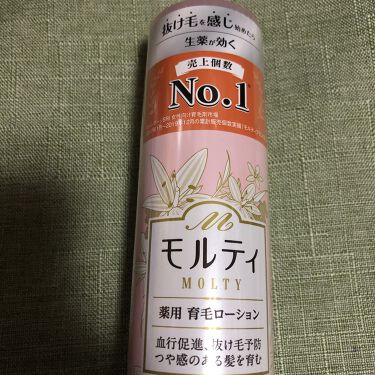 抜け毛を感じ始めたら
生薬が効く
売上個数
No.1
M
モルティ
MOLTY
薬用 育毛ローション
血行促進、抜け毛予防
つや感のある髪を育む